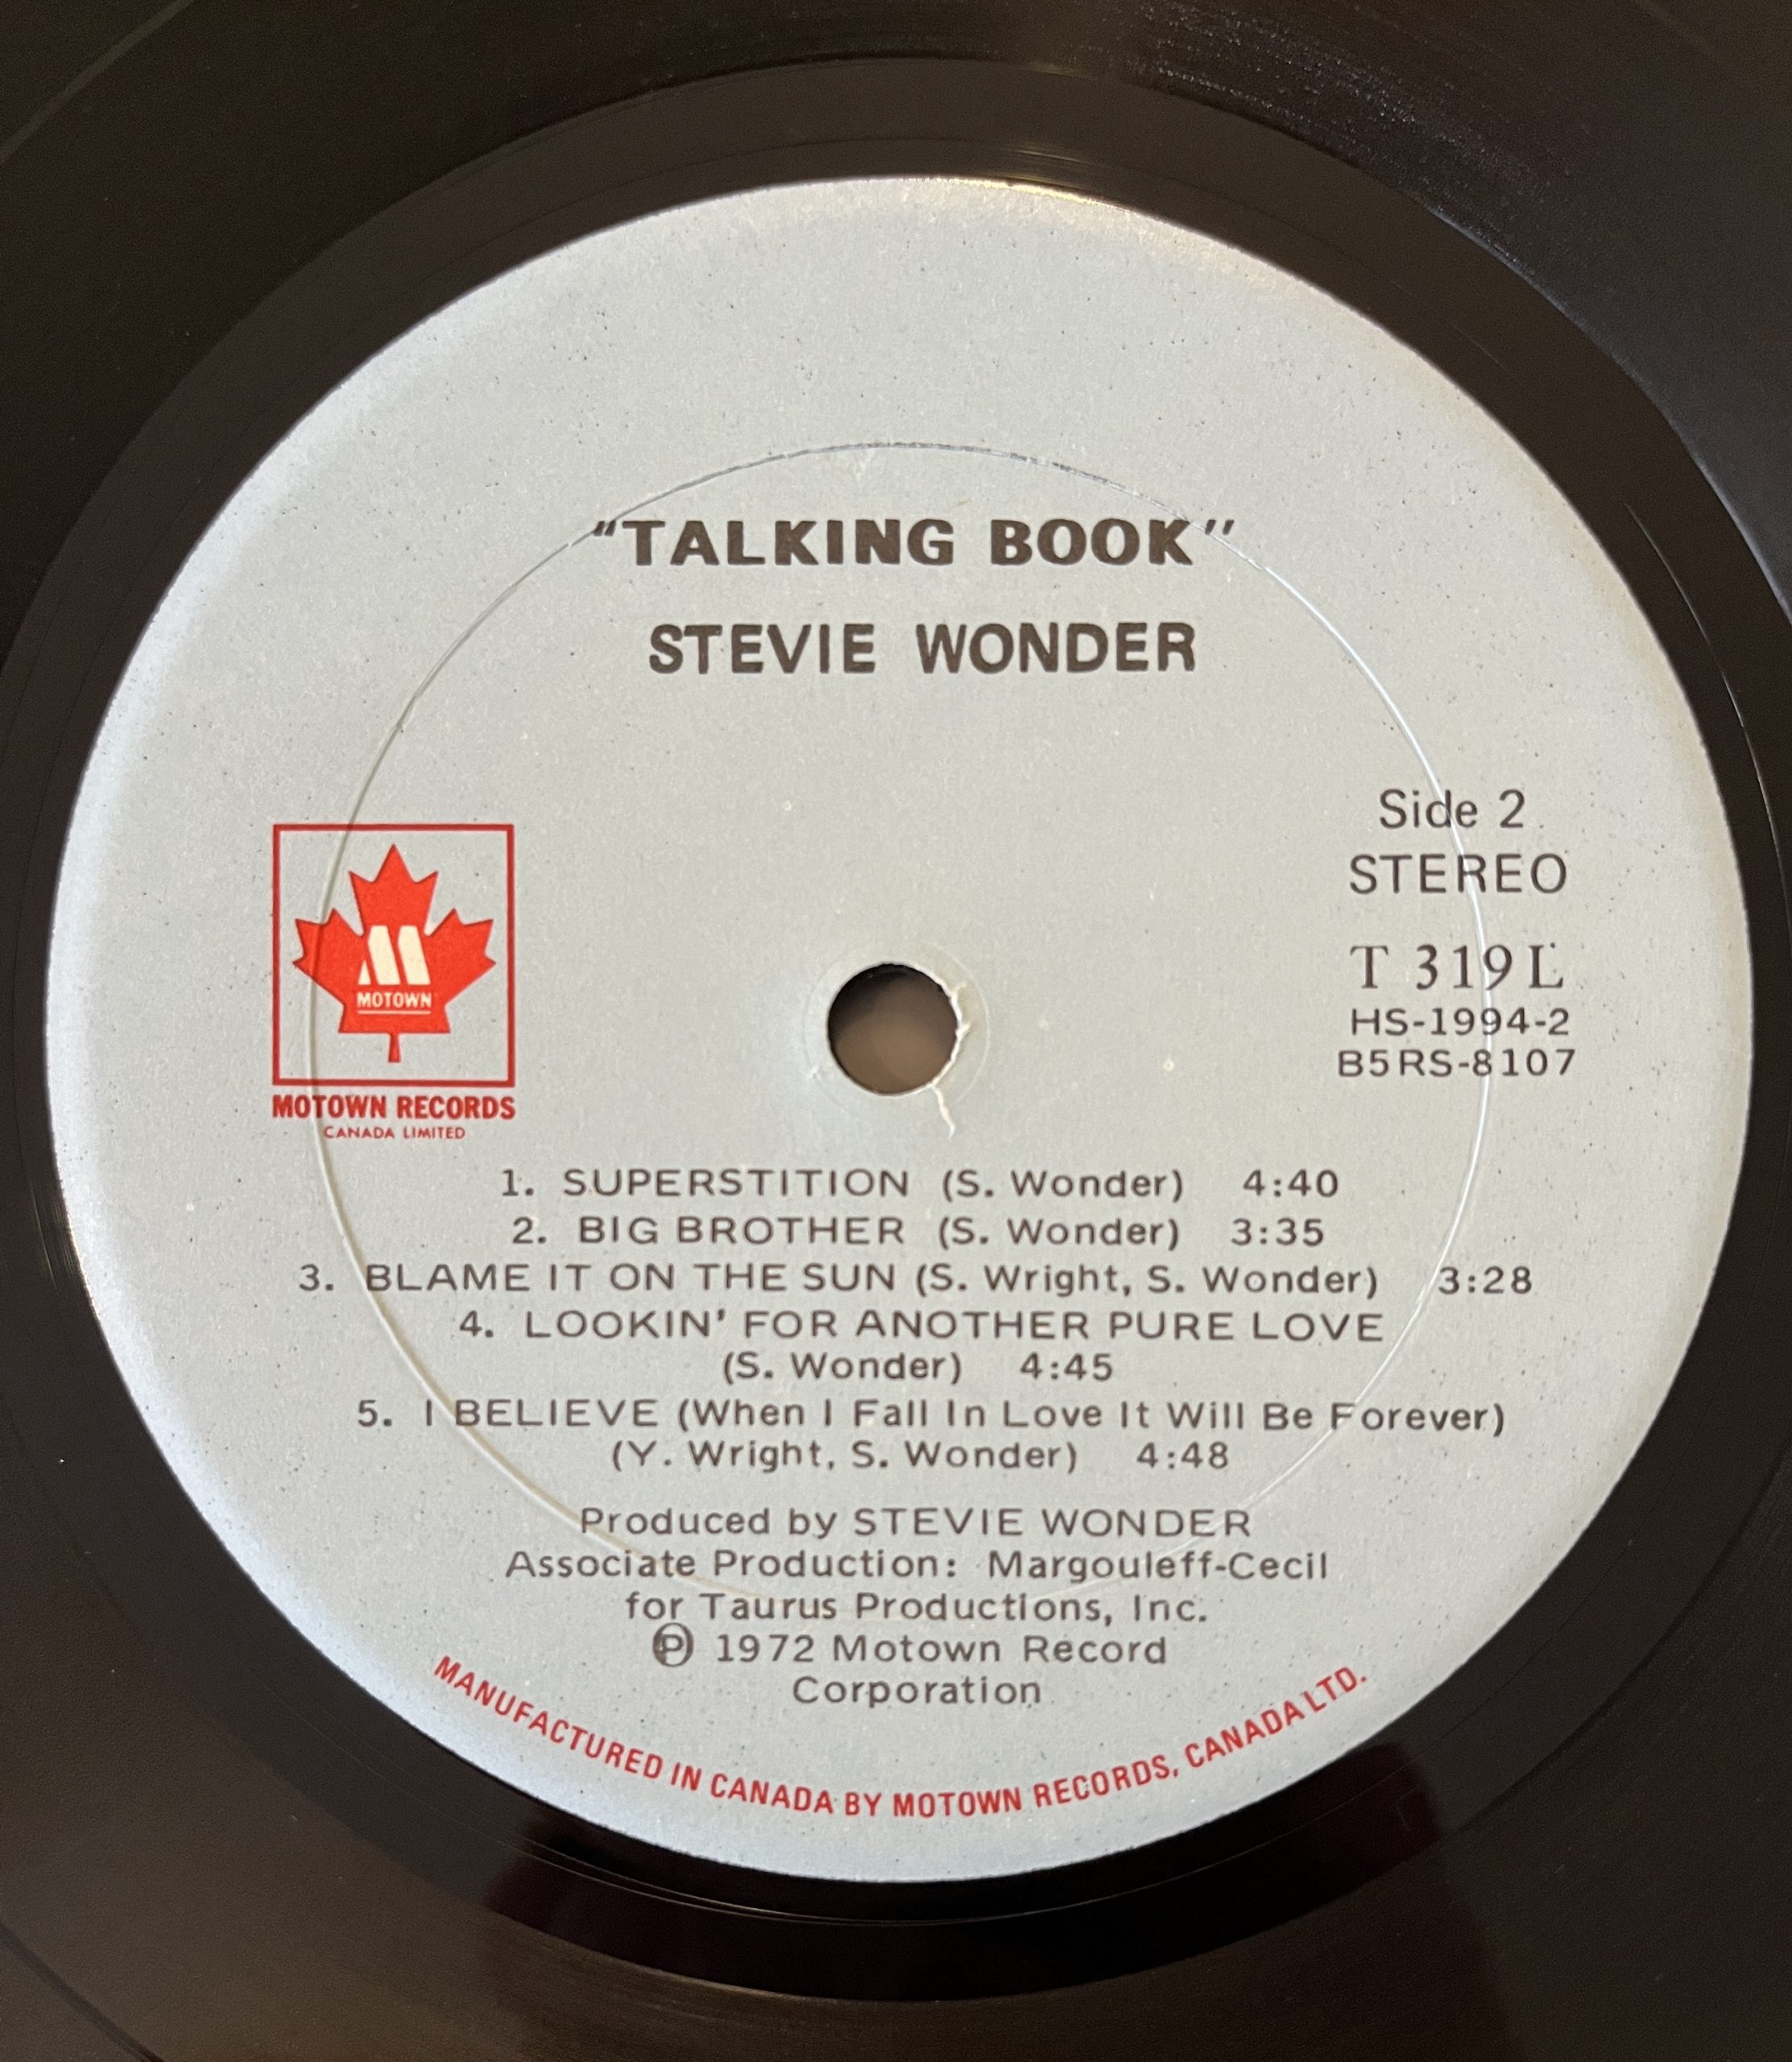 “TALKING BOOK”
STEVIE WONDER
Side 2
STEREO
T 319 L
HS-1994-2
B5RS-8107
M
MOTOWN
MOTOWN RECORDS
CANADA LIMITED
1. SUPERSTITION (S. Wonder) 4:40
2. BIG BROTHER (S. Wonder) 3:35
3. BLAME IT ON THE SUN (S. Wright, S. Wonder) 3:28
4. LOOKIN’ FOR ANOTHER PURE LOVE
(S. Wonder) 4:45
5. I BELIEVE (When I Fall In Love It Will Be Forever)
(Y. Wright, S. Wonder) 4:48
Produced by STEVIE WONDER
Associate Production: Margouleff-Cecil
for Taurus Productions, Inc.
℗ 1972 Motown Record
Corporation
MANUFACTURED IN CANADA BY MOTOWN RECORDS, CANADA LTD.